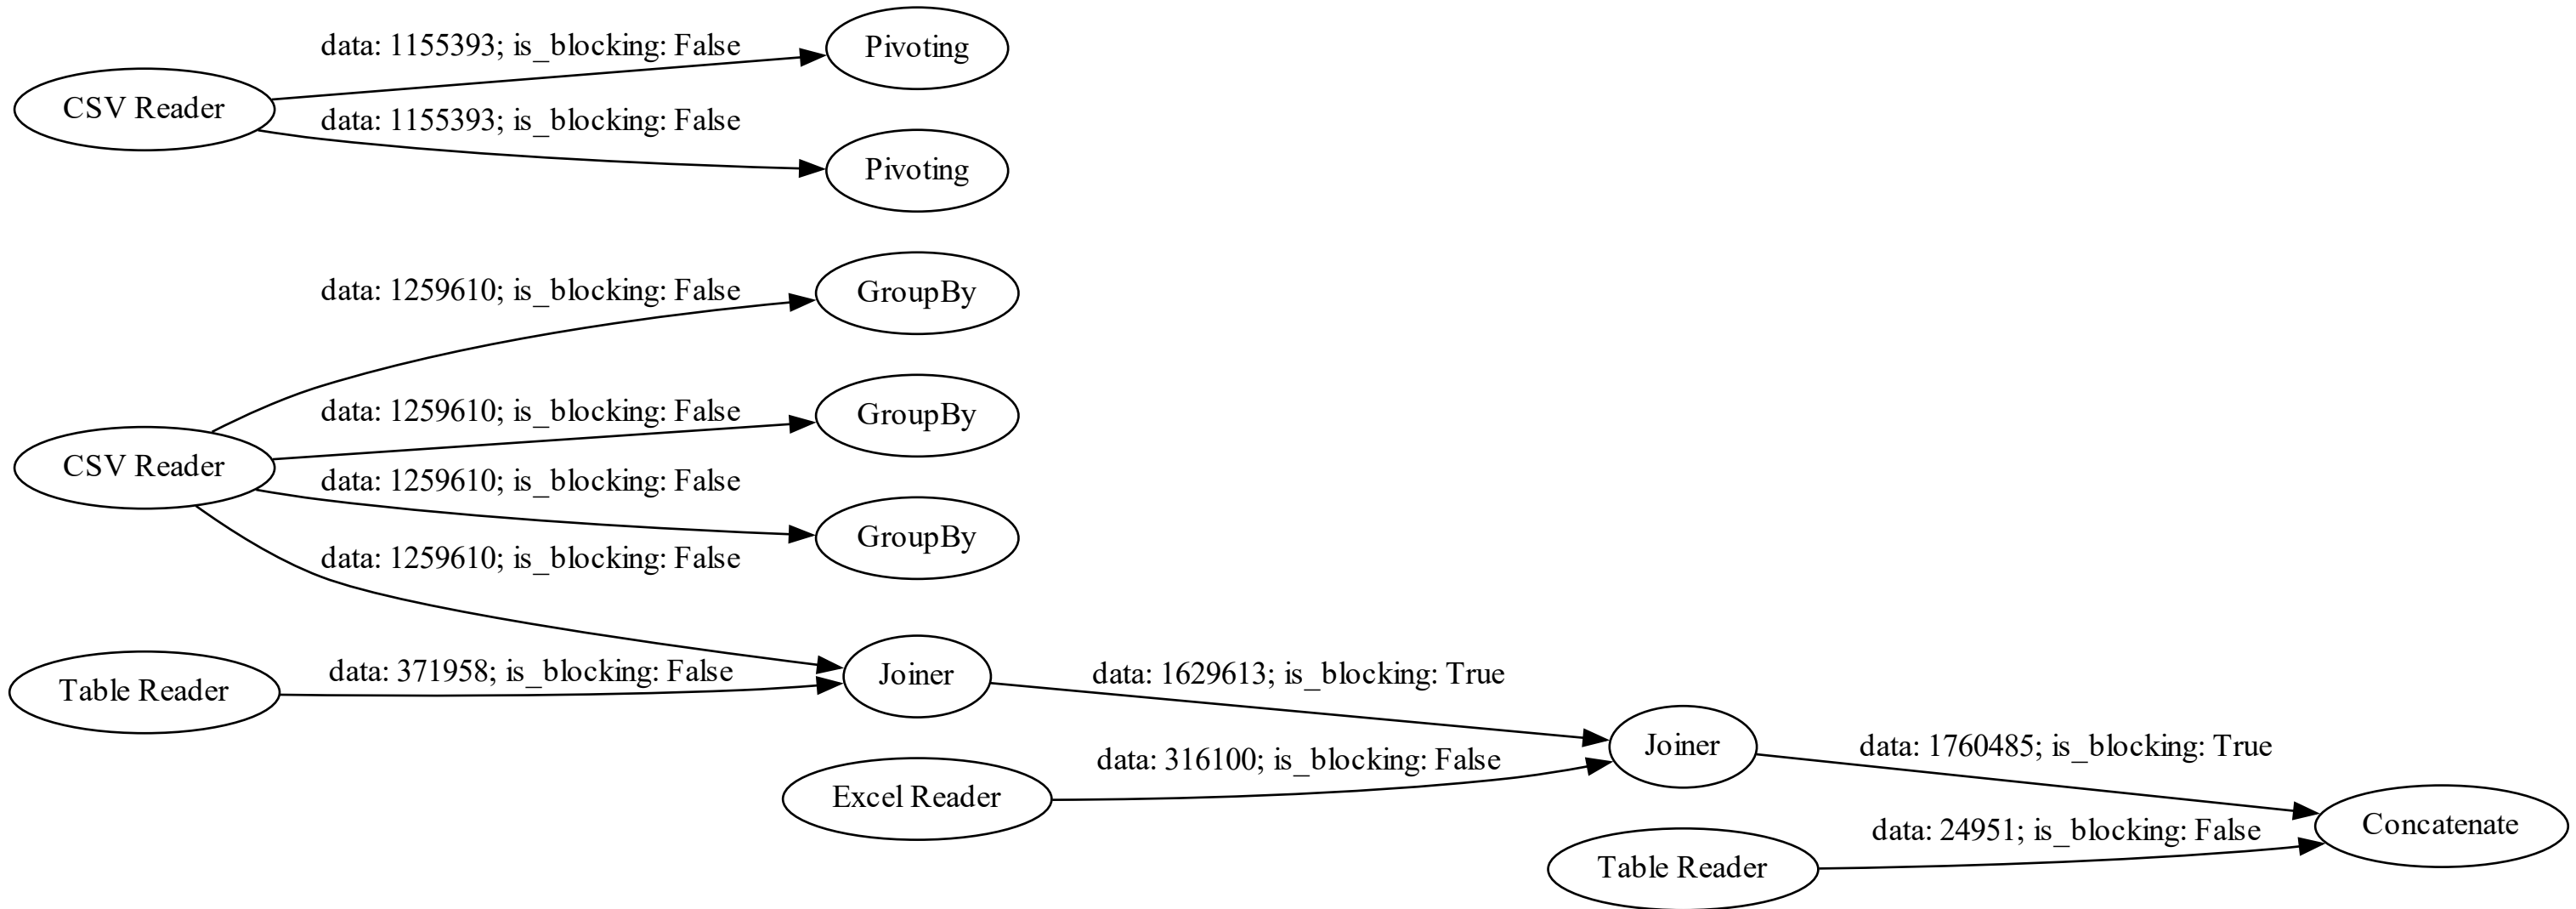 CSV Reader
data: 1155393; is_blocking: False
Pivoting
data: 1155393; is_blocking: False
Pivoting
CSV Reader
data: 1259610; is_blocking: False
GroupBy
data: 1259610; is_blocking: False
GroupBy
data: 1259610; is_blocking: False
GroupBy
data: 1259610; is_blocking: False
Table Reader
data: 371958; is_blocking: False
Joiner
data: 1629613; is_blocking: True
Excel Reader
data: 316100; is_blocking: False
Joiner
data: 1760485; is_blocking: True
Table Reader
data: 24951; is_blocking: False
Concatenate